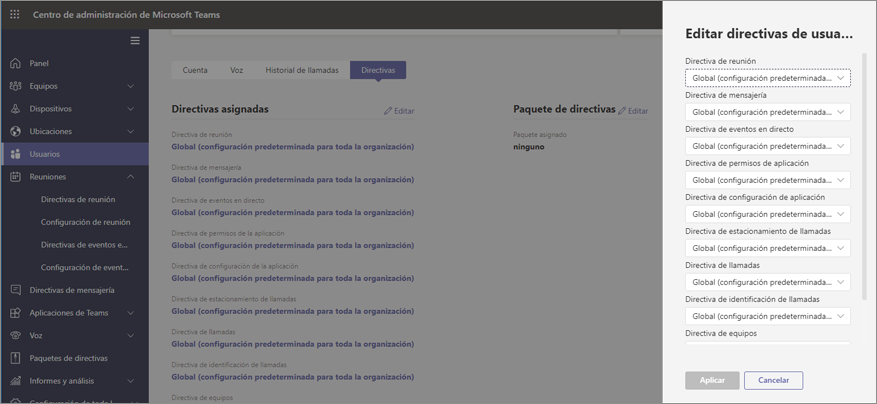 Centro de administración de Microsoft Teams
Panel
Equipos
Dispositivos
Ubicaciones
Usuarios
Reuniones
Directivas de reunión
Configuración de reunión
Directivas de eventos e...
Configuración de event...
Directivas de mensajería
Aplicaciones de Teams
Voz
Paquetes de directivas
Informes y análisis
Cuenta
Voz
Historial de llamadas
Directivas
Directivas asignadas
Editar
Directiva de reunión
Global (configuración predeterminada para toda la organización)
Directiva de mensajería
Global (configuración predeterminada para toda la organización)
Directiva de eventos en directo
Global (configuración predeterminada para toda la organización)
Directiva de permisos de la aplicación
Global (configuración predeterminada para toda la organización)
Directiva de configuración de la aplicación
Global (configuración predeterminada para toda la organización)
Directiva de estacionamiento de llamadas
Global (configuración predeterminada para toda la organización)
Directiva de llamadas
Global (configuración predeterminada para toda la organización)
Directiva de identificación de llamadas
Global (configuración predeterminada para toda la organización)
Directiva de equipos
Paquete de directivas
Editar
Paquete asignado
ninguno
Editar directivas de usua...
Directiva de reunión
Global (configuración predeterminada...
Directiva de mensajería
Global (configuración predeterminada...
Directiva de eventos en directo
Global (configuración predeterminada...
Directiva de permisos de aplicación
Global (configuración predeterminada...
Directiva de configuración de aplicación
Global (configuración predeterminada...
Directiva de estacionamiento de llamadas
Global (configuración predeterminada...
Directiva de llamadas
Global (configuración predeterminada...
Directiva de identificación de llamadas
Global (configuración predeterminada...
Directiva de equipos
Aplicar
Cancelar